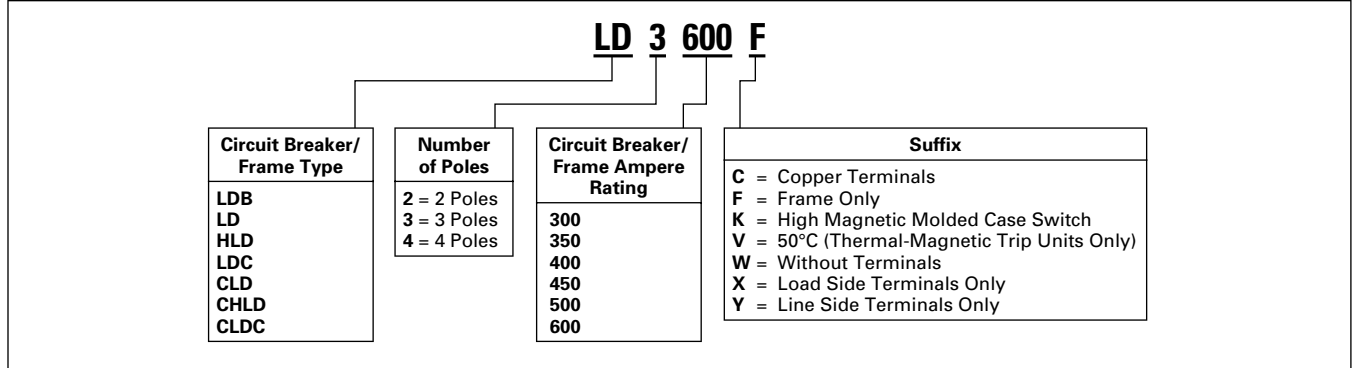 LD 3 600 F
Circuit Breaker/
Frame Type
LDB
LD
HLD
LDC
CLD
CHLD
CLDC
Number
of Poles
2 = 2 Poles
3 = 3 Poles
4 = 4 Poles
Circuit Breaker/
Frame Ampere
Rating
300
350
400
450
500
600
Suffix
C = Copper Terminals
F = Frame Only
K = High Magnetic Molded Case Switch
V = 50°C (Thermal-Magnetic Trip Units Only)
W = Without Terminals
X = Load Side Terminals Only
Y = Line Side Terminals Only